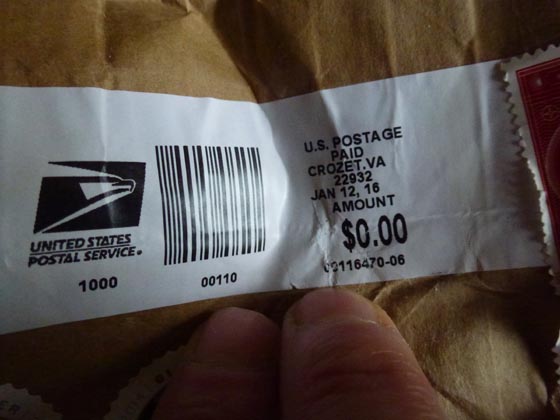 UNITED STATES
POSTAL SERVICE®
1000
00110
U.S. POSTAGE
PAID
CROZET,VA
22932
JAN 12, 16
AMOUNT
$0.00